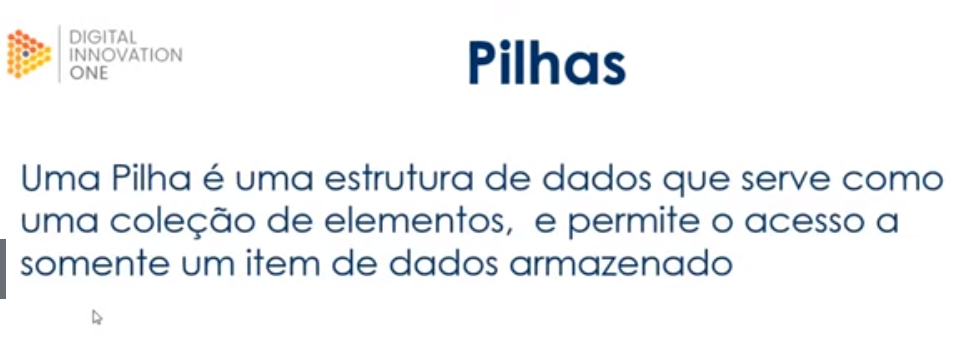 DIGITAL
INNOVATION
ONE
Pilhas
Uma Pilha é uma estrutura de dados que serve como
uma coleção de elementos,  e permite o acesso a
somente um item de dados armazenado